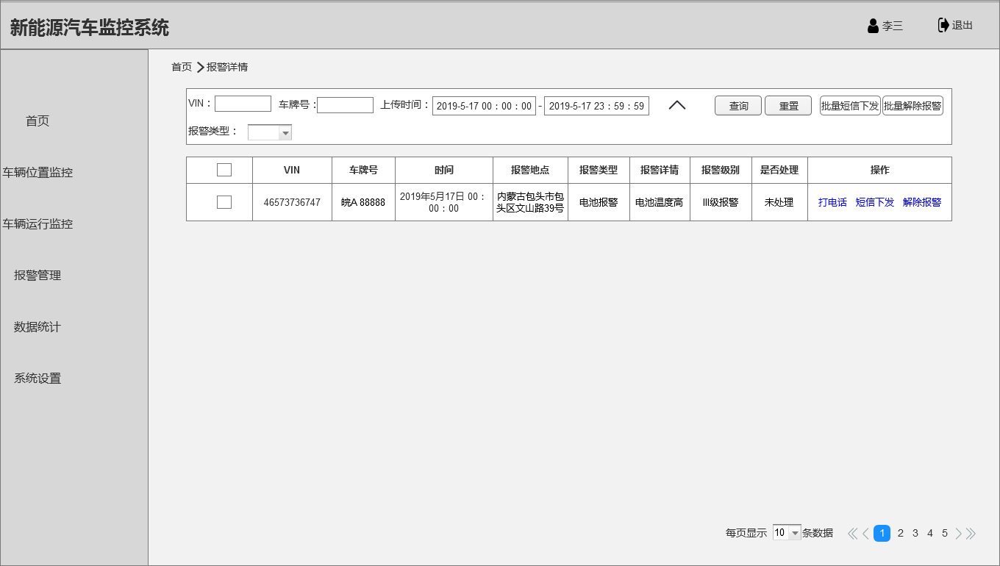 新能源汽车监控系统
李三
退出
首页
车辆位置监控
车辆运行监控
报警管理
数据统计
系统设置
首页 报警详情
VIN： 车牌号： 上传时间： 2019-5-17 00：00：00 - 2019-5-17 23：59：59 查询 重置 批量短信下发 批量解除报警
报警类型：
VIN 车牌号 时间 报警地点 报警类型 报警详情 报警级别 是否处理 操作
46573736747 皖A 88888 2019年5月17日 00：
00：00 内蒙古包头市包
头区文山路39号 电池报警 电池温度高 III级报警 未处理 打电话 短信下发 解除报警
每页显示 10 条数据 1 2 3 4 5